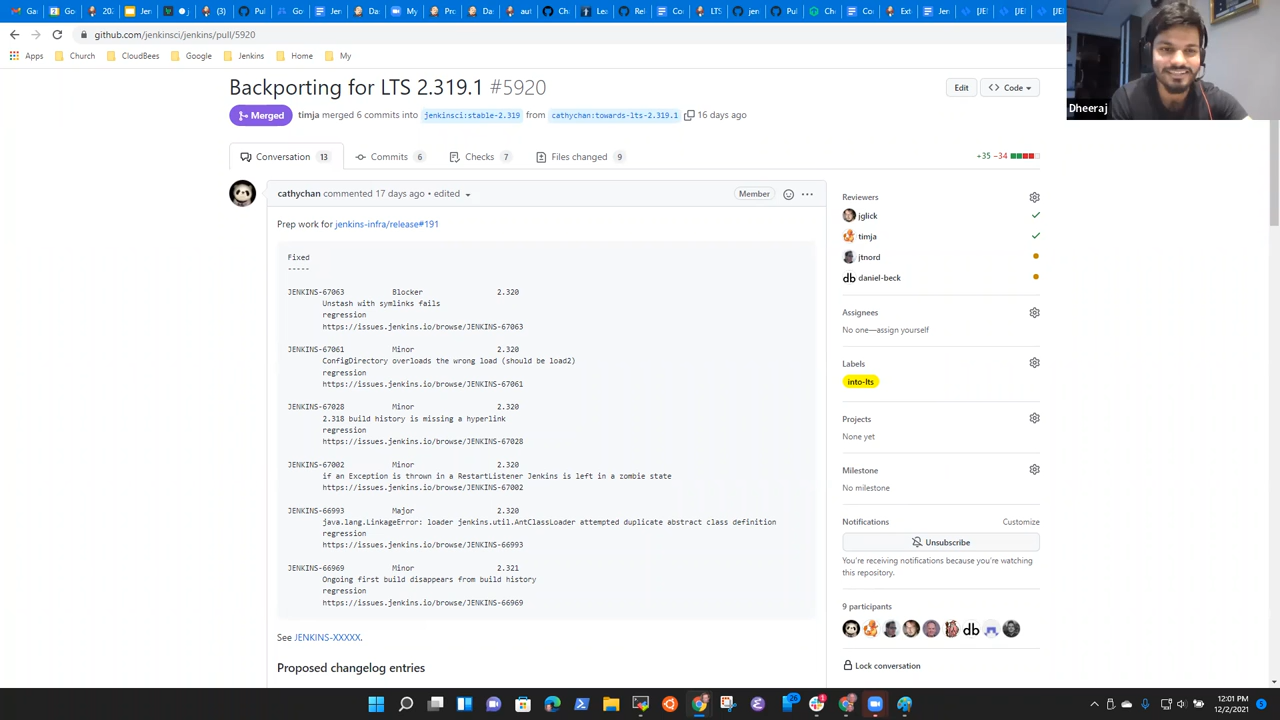 github.com/jenkinsci/jenkins/pull/5920
Apps Church CloudBees Google Jenkins Home My
Dheeraj
Backporting for LTS 2.319.1 #5920
Edit <> Code
Merged timja merged 6 commits into jenkinsci:stable-2.319 from cathychan:towards-lts-2.319.1 16 days ago
Conversation 13 Commits 6 Checks 7 Files changed 9 +35 −34
cathychan commented 17 days ago • edited Member
Prep work for jenkins-infra/release#191
Fixed
-----
JENKINS-67063 Blocker 2.320
Unstash with symlinks fails
regression
https://issues.jenkins.io/browse/JENKINS-67063
JENKINS-67061 Minor 2.320
ConfigDirectory overloads the wrong load (should be load2)
regression
https://issues.jenkins.io/browse/JENKINS-67061
JENKINS-67028 Minor 2.320
2.318 build history is missing a hyperlink
regression
https://issues.jenkins.io/browse/JENKINS-67028
JENKINS-67002 Minor 2.320
if an Exception is thrown in a RestartListener Jenkins is left in a zombie state
https://issues.jenkins.io/browse/JENKINS-67002
JENKINS-66993 Major 2.320
java.lang.LinkageError: loader jenkins.util.AntClassLoader attempted duplicate abstract class definition
regression
https://issues.jenkins.io/browse/JENKINS-66993
JENKINS-66969 Minor 2.321
Ongoing first build disappears from build history
regression
https://issues.jenkins.io/browse/JENKINS-66969
See JENKINS-XXXXX.
Proposed changelog entries
Reviewers
jglick
timja
jtnord
db daniel-beck
Assignees
No one—assign yourself
Labels
into-lts
Projects
None yet
Milestone
No milestone
Notifications Customize
Unsubscribe
You're receiving notifications because you're watching
this repository.
9 participants
db
Lock conversation
12:01 PM
12/2/2021